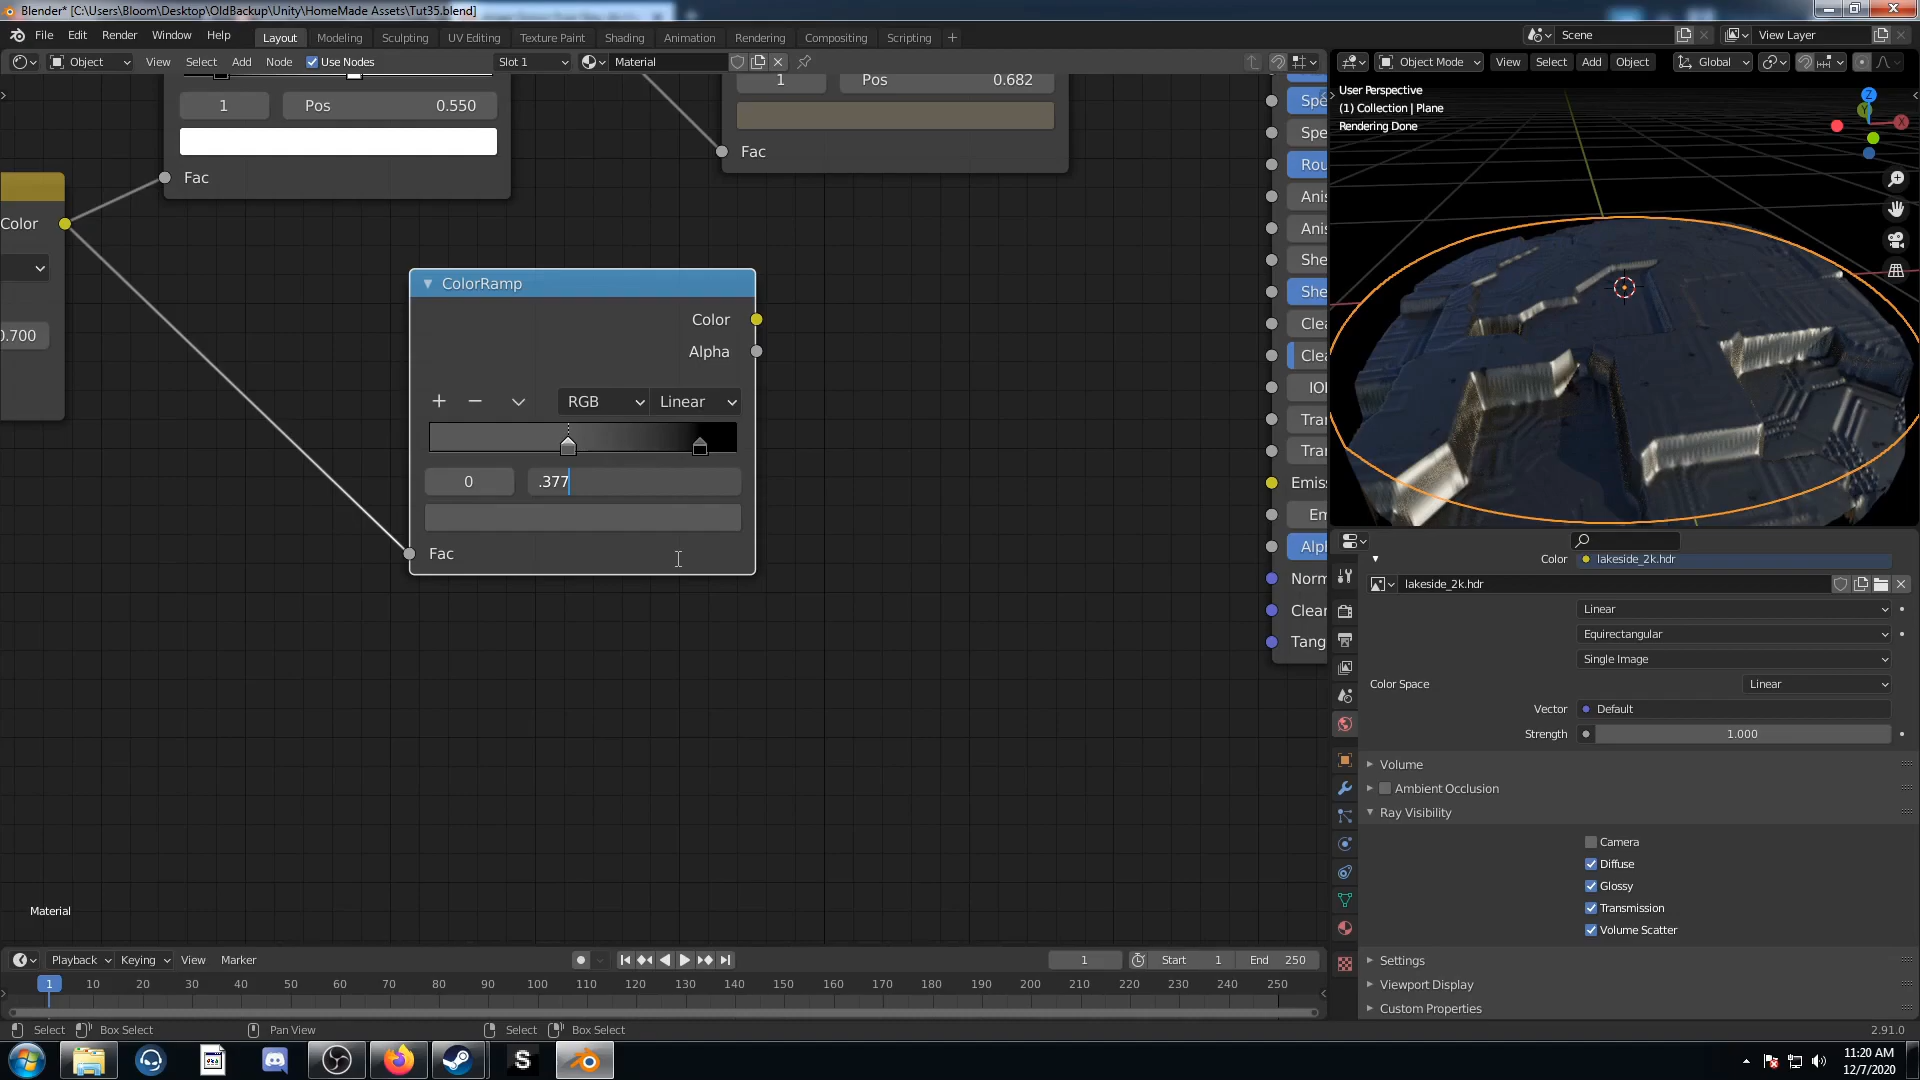 Blender* [C:\Users\Bloom\Desktop\OldBackup\Unity\HomeMade Assets\Tut35.blend]
File Edit Render Window Help Layout Modeling Sculpting UV Editing Texture Paint Shading Animation Rendering Compositing Scripting Scene View Layer
Object View Select Add Node Use Nodes Slot 1 Material
Object Mode View Select Add Object Global
User Perspective
(1) Collection | Plane
Rendering Done
Z
Y
X
1 Pos 0.550
Fac
1 Pos 0.682
Fac
Color
0.700
ColorRamp
Color
Alpha
RGB Linear
0 .377
Fac
Spe
Spe
Rou
Ani
Anis
She
She
Clea
Clea
IO
Tra
Tra
Emiss
Em
Alph
Norm
Clear
Tang
Color lakeside_2k.hdr
lakeside_2k.hdr
Linear
Equirectangular
Single Image
Color Space Linear
Vector Default
Strength 1.000
Volume
Ambient Occlusion
Ray Visibility
Camera
Diffuse
Glossy
Transmission
Volume Scatter
Settings
Viewport Display
Custom Properties
Material
Playback Keying View Marker 1 Start 1 End 250
1 10 20 30 40 50 60 70 80 90 100 110 120 130 140 150 160 170 180 190 200 210 220 230 240 250
Select Box Select Pan View Select Box Select 2.91.0
S
11:20 AM
12/7/2020